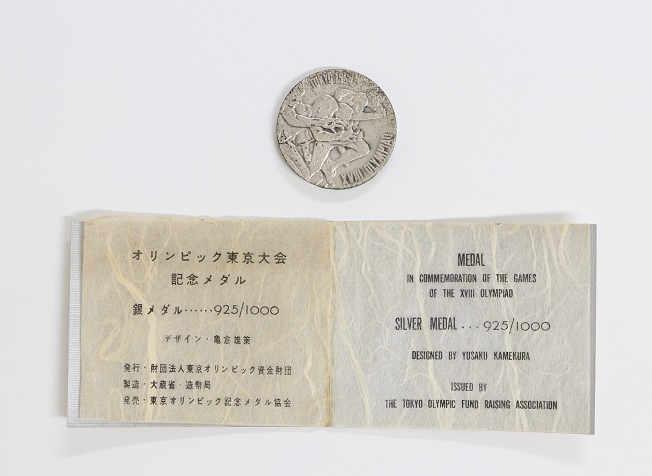 XVIII OLYMPIAD
オリンピック東京大会
記念メダル
銀メダル······925/1000
デザイン・亀倉雄策
発行・財団法人東京オリンピック資金財団
製造・大蔵省・造幣局
発売・東京オリンピック記念メダル協会
MEDAL
IN COMMEMORATION OF THE GAMES
OF THE XVIII OLYMPIAD
SILVER MEDAL...925/1000
DESIGNED BY YUSAKU KAMEKURA
ISSUED BY
THE TOKYO OLYMPIC FUND RAISING ASSOCIATION